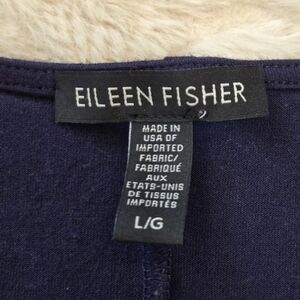 EILEEN FISHER
MADE IN
USA OF
IMPORTED
FABRIC/
FABRIQUÉ
AUX
ETATS-UNIS
DE TISSUS
IMPORTÉS
L/G